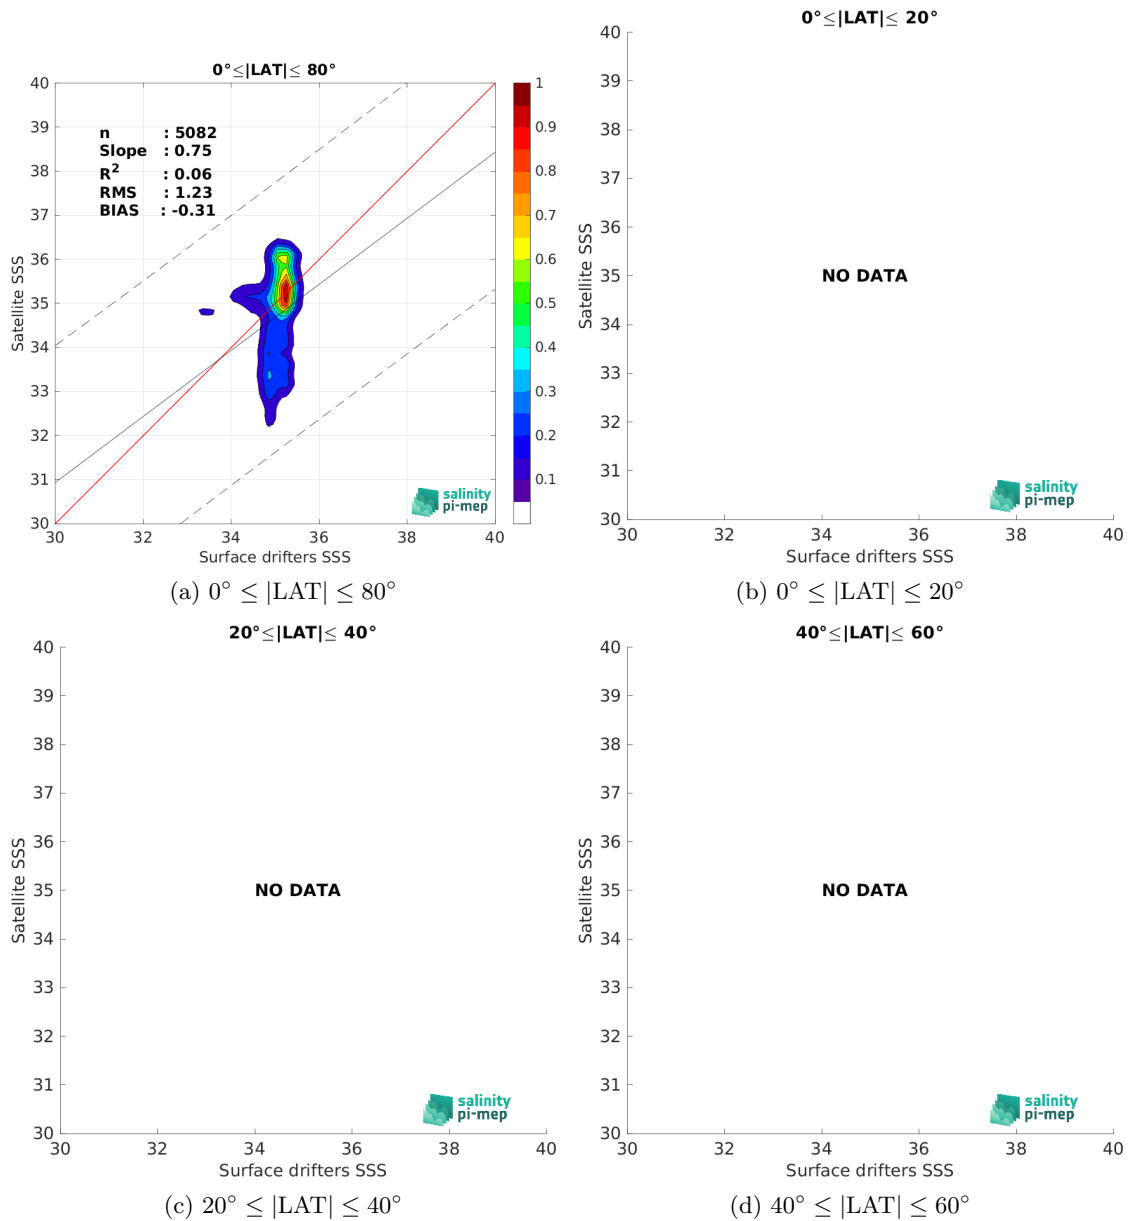 0°≤|LAT|≤ 80°
40
39
38
37
36
35
34
33
32
31
30
Satellite SSS
n : 5082
Slope : 0.75
R2 : 0.06
RMS : 1.23
BIAS : -0.31
1
0.9
0.8
0.7
0.6
0.5
0.4
0.3
0.2
0.1
salinity
pi-mep
30 32 34 36 38 40
Surface drifters SSS
(a) 0° ≤ |LAT| ≤ 80°
0°≤|LAT|≤ 20°
40
39
38
37
36
35
34
33
32
31
30
Satellite SSS
NO DATA
salinity
pi-mep
30 32 34 36 38 40
Surface drifters SSS
(b) 0° ≤ |LAT| ≤ 20°
20°≤|LAT|≤ 40°
40
39
38
37
36
35
34
33
32
31
30
Satellite SSS
NO DATA
salinity
pi-mep
30 32 34 36 38 40
Surface drifters SSS
(c) 20° ≤ |LAT| ≤ 40°
40°≤|LAT|≤ 60°
40
39
38
37
36
35
34
33
32
31
30
Satellite SSS
NO DATA
salinity
pi-mep
30 32 34 36 38 40
Surface drifters SSS
(d) 40° ≤ |LAT| ≤ 60°